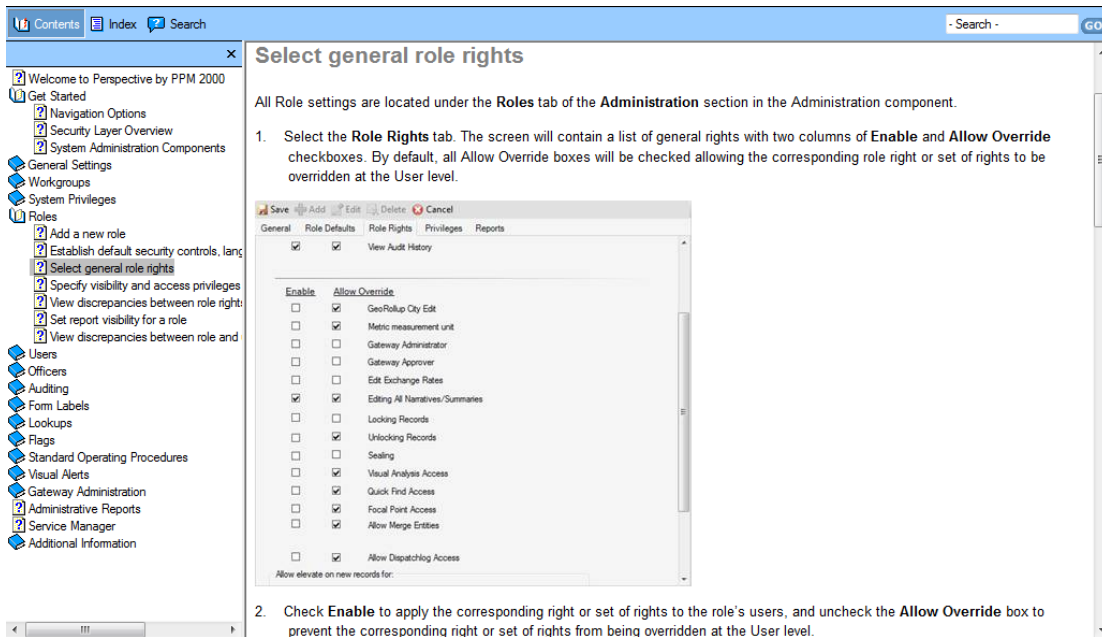 Contents Index Search - Search - GO
Welcome to Perspective by PPM 2000
Get Started
Navigation Options
Security Layer Overview
System Administration Components
General Settings
Workgroups
System Privileges
Roles
Add a new role
Establish default security controls, lang
Select general role rights
Specify visibility and access privileges
View discrepancies between role rights
Set report visibility for a role
View discrepancies between role and
Users
Officers
Auditing
Form Labels
Lookups
Flags
Standard Operating Procedures
Visual Alerts
Gateway Administration
Administrative Reports
Service Manager
Additional Information
Select general role rights
All Role settings are located under the Roles tab of the Administration section in the Administration component.
1. Select the Role Rights tab. The screen will contain a list of general rights with two columns of Enable and Allow Override
checkboxes. By default, all Allow Override boxes will be checked allowing the corresponding role right or set of rights to be
overridden at the User level.
Save Add Edit Delete Cancel
General Role Defaults Role Rights Privileges Reports
View Audit History
Enable Allow Override
GeoRollup City Edit
Metric measurement unit
Gateway Administrator
Gateway Approver
Edit Exchange Rates
Editing All Narratives/Summaries
Locking Records
Unlocking Records
Sealing
Visual Analysis Access
Quick Find Access
Focal Point Access
Allow Merge Entities
Allow Dispatchlog Access
Allow elevate on new records for:
2. Check Enable to apply the corresponding right or set of rights to the role's users, and uncheck the Allow Override box to
prevent the corresponding right or set of rights from being overridden at the User level.